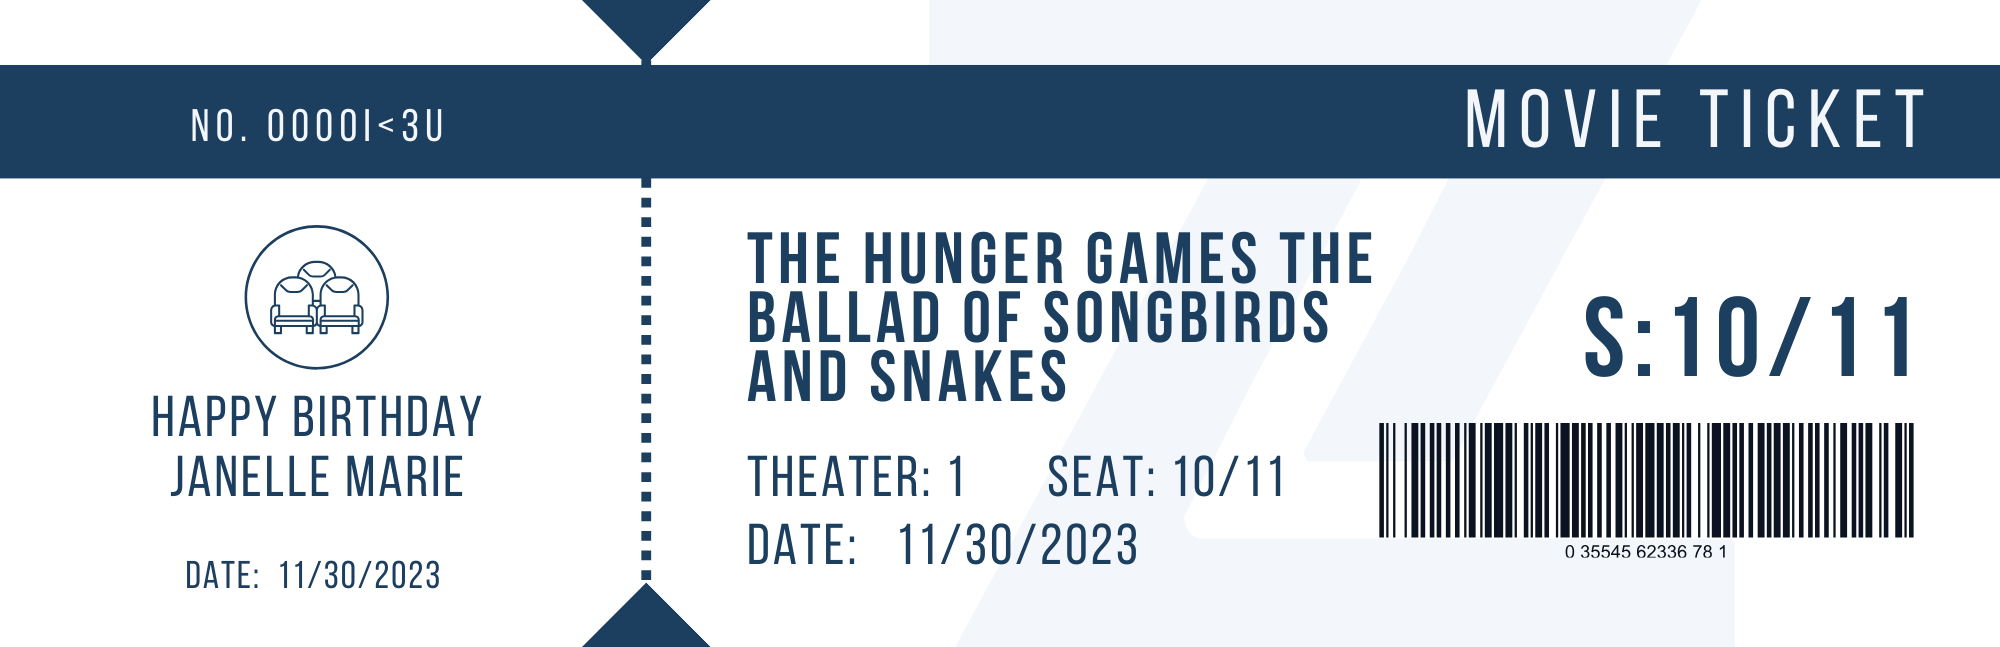 NO. 0000I<3U
MOVIE TICKET
HAPPY BIRTHDAY
JANELLE MARIE
DATE: 11/30/2023
THE HUNGER GAMES THE
BALLAD OF SONGBIRDS
AND SNAKES
THEATER: 1 SEAT: 10/11
DATE: 11/30/2023
S:10/11
0 35545 62336 78 1